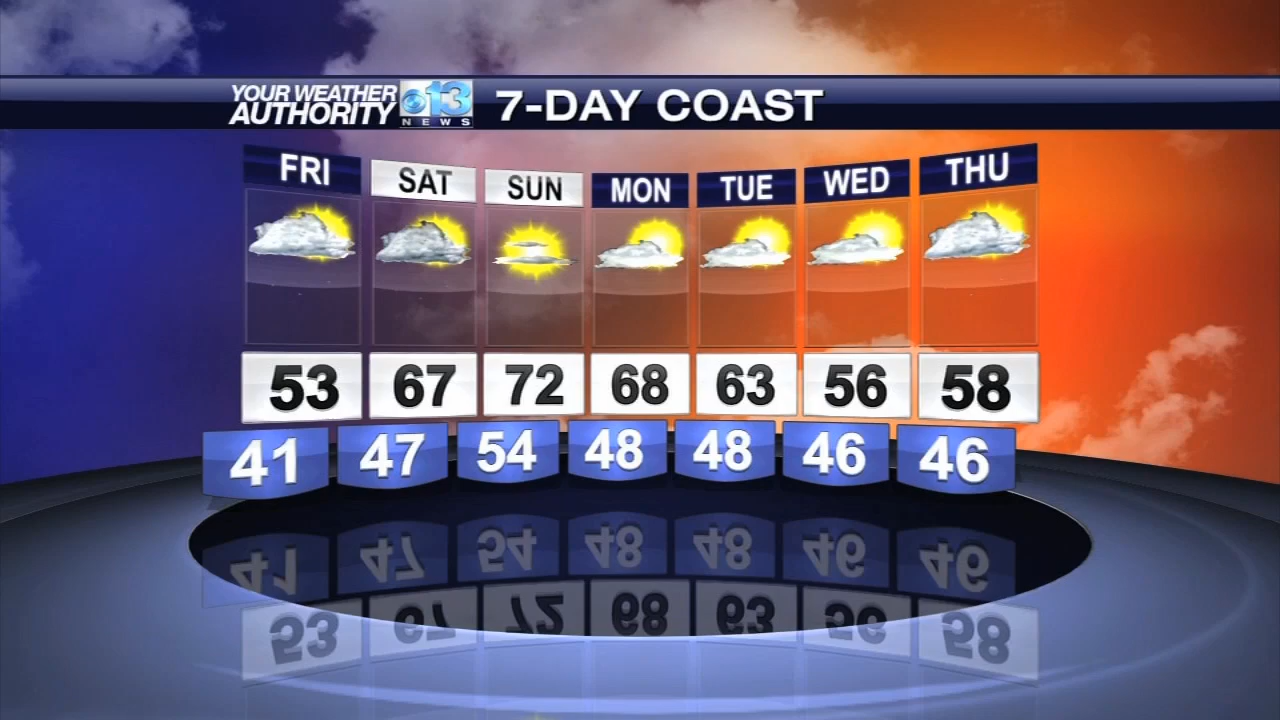 YOUR WEATHER
AUTHORITY
13
NEWS
7-DAY COAST
FRI SAT SUN MON TUE WED THU
53 67 72 68 63 56 58
41 47 54 48 48 46 46